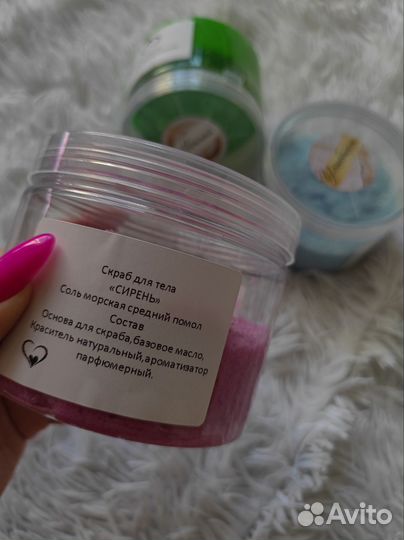 Скраб для тела
«СИРЕНЬ»
Соль морская средний помол
Состав
Основа для скраба, базовое масло,
Краситель натуральный, ароматизатор
парфюмерный.
Avito